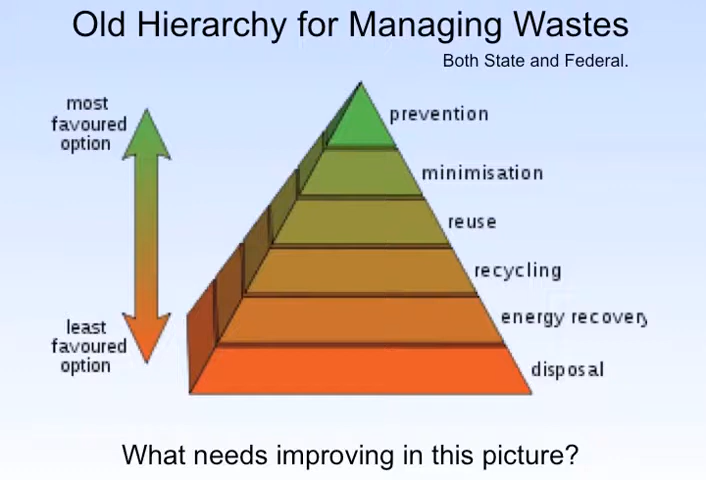 Old Hierarchy for Managing Wastes
Both State and Federal.
most
favoured
option
prevention
minimisation
reuse
recycling
energy recovery
disposal
least
favoured
option
What needs improving in this picture?